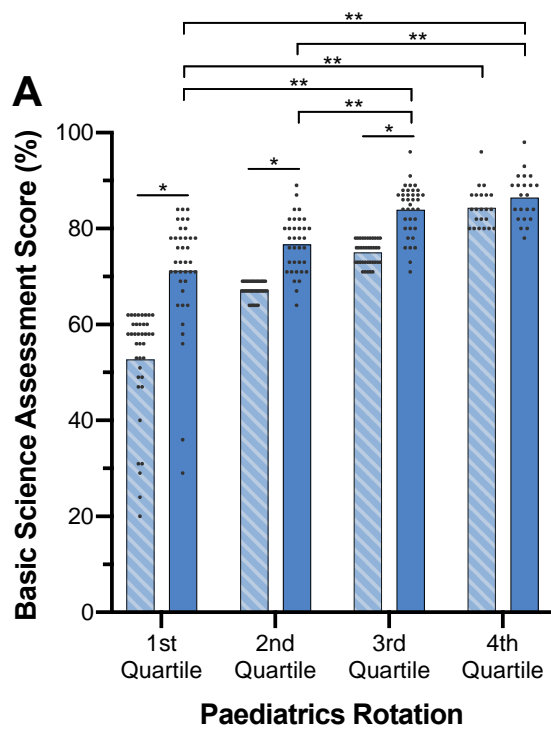 **
**
**
**
**
A
*
*
*
Basic Science Assessment Score (%)
100
80
60
40
20
0
1st Quartile
2nd Quartile
3rd Quartile
4th Quartile
Paediatrics Rotation